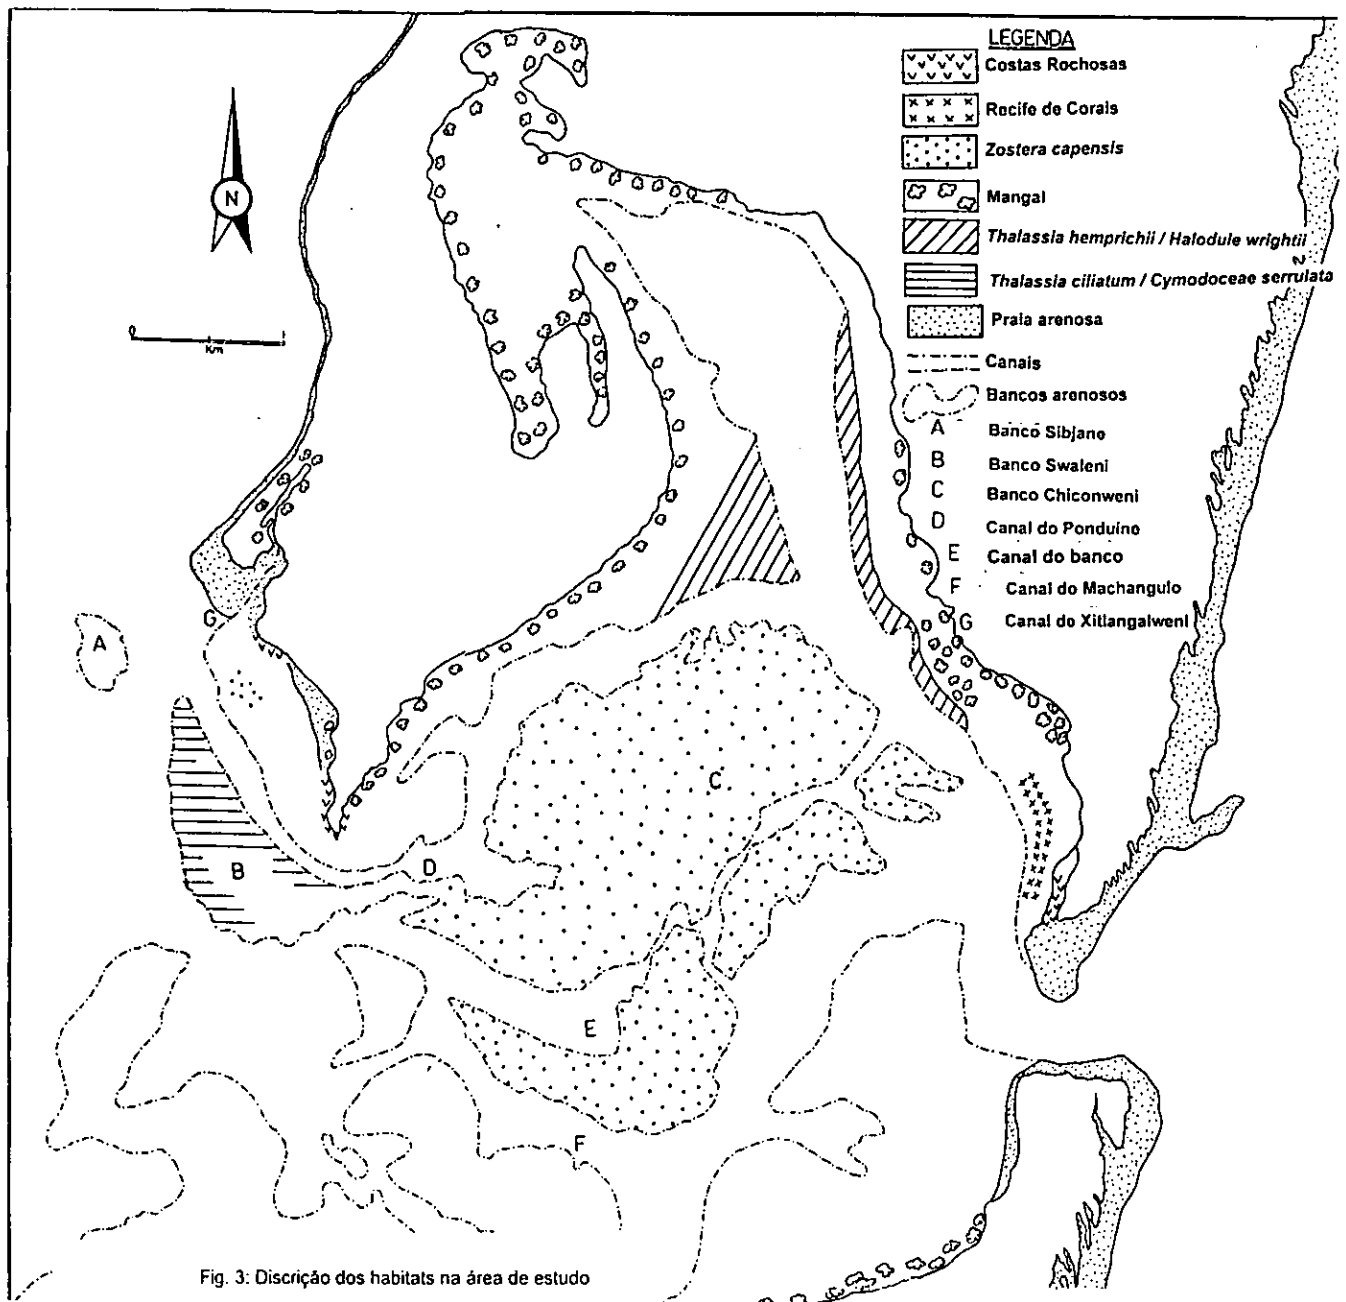 LEGENDA
Costas Rochosas
Recife de Corais
Zostera capensis
Mangal
Thalassia hemprichii / Halodule wrightii
Thalassia ciliatum / Cymodoceae serrulata
Praia arenosa
Canais
Bancos arenosos
A Banco Sibjane
B Banco Swaleni
C Banco Chiconweni
D Canal do Ponduíne
E Canal do banco
F Canal do Machangulo
G Canal do Xitlangalweni
N
Km
G
A
C
B
D
E
F
Fig. 3: Discrição dos habitats na área de estudo